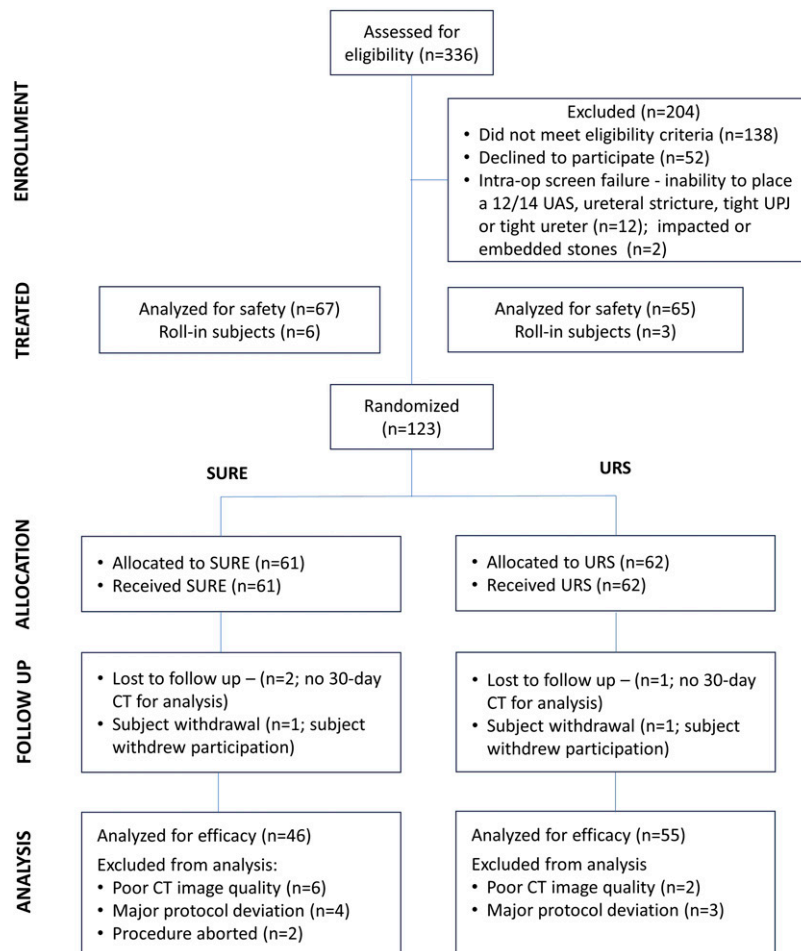 Assessed for
eligibility (n=336)
ENROLLMENT
Excluded (n=204)
• Did not meet eligibility criteria (n=138)
• Declined to participate (n=52)
• Intra-op screen failure - inability to place
a 12/14 UAS, ureteral stricture, tight UPJ
or tight ureter (n=12);  impacted or
embedded stones  (n=2)
TREATED
Analyzed for safety (n=67)
Roll-in subjects (n=6)
Analyzed for safety (n=65)
Roll-in subjects (n=3)
Randomized
(n=123)
SURE
URS
ALLOCATION
• Allocated to SURE (n=61)
• Received SURE (n=61)
• Allocated to URS (n=62)
• Received URS (n=62)
FOLLOW UP
• Lost to follow up – (n=2; no 30-day
CT for analysis)
• Subject withdrawal (n=1; subject
withdrew participation)
• Lost to follow up – (n=1; no 30-day
CT for analysis)
• Subject withdrawal (n=1; subject
withdrew participation)
ANALYSIS
Analyzed for efficacy (n=46)
Excluded from analysis:
• Poor CT image quality (n=6)
• Major protocol deviation (n=4)
• Procedure aborted (n=2)
Analyzed for efficacy (n=55)
Excluded from analysis
• Poor CT image quality (n=2)
• Major protocol deviation (n=3)